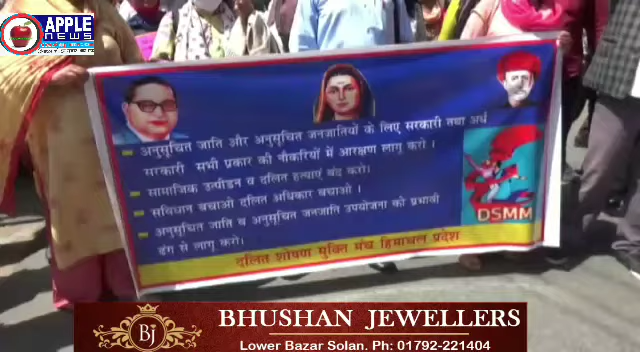 APPLE
NEWS
अनुसूचित जाति और अनुसूचित जनजातियों के लिए सरकारी तथा अर्ध
सरकारी सभी प्रकार की नौकरियों में आरक्षण लागू करो ।
सामाजिक उत्पीडन व दलित हत्याएं बंद करो।
संविधान बचाओ दलित अधिकार बचाओ ।
अनुसूचित जाति व अनुसूचित जनजाति उपयोजना को प्रभावी
ढंग से लागू करो।
DSMM
दलित शोषण मुक्ति मंच हिमाचल प्रदेश
BJ
BHUSHAN JEWELLERS
Lower Bazar Solan. Ph: 01792-221404